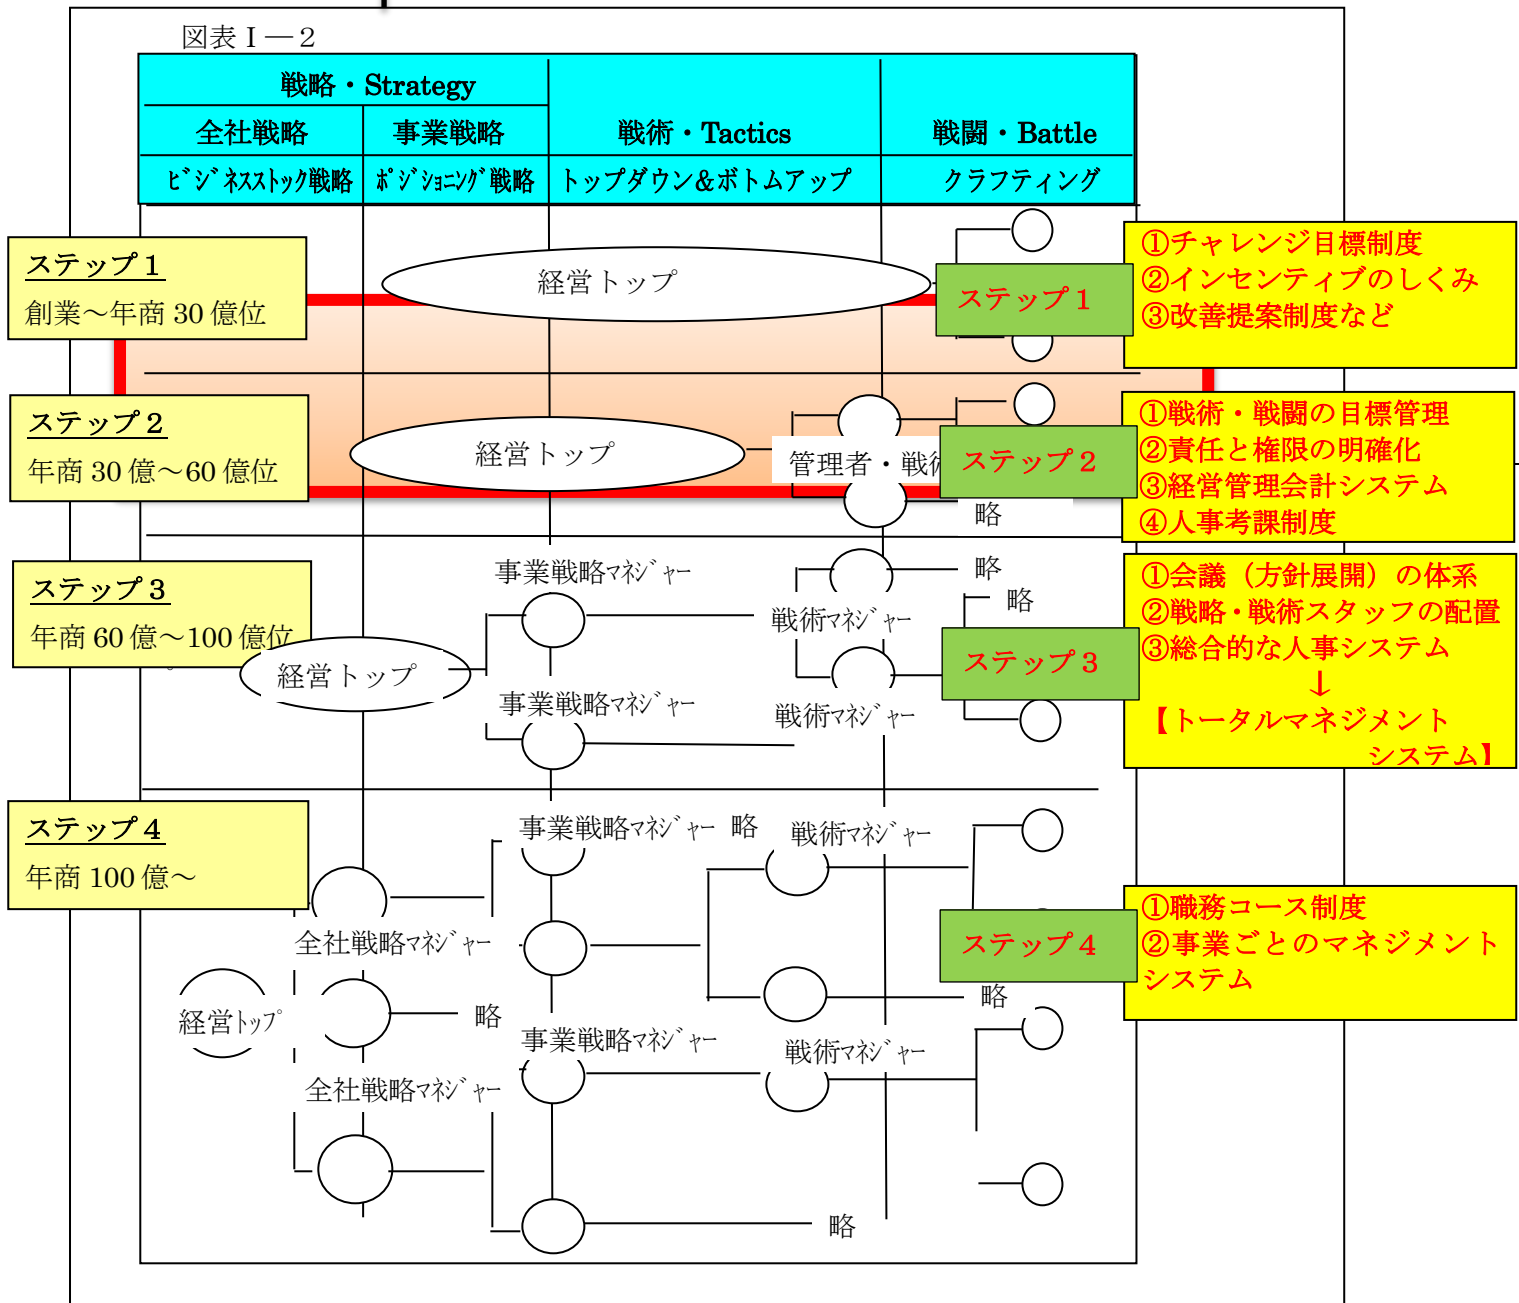 図表Ⅰ―2
戦略・Strategy
全社戦略
事業戦略
戦術・Tactics
戦闘・Battle
ﾋﾞｼﾞﾈｽｽﾄｯｸ戦略
ﾎﾟｼﾞｼｮﾆﾝｸﾞ戦略
トップダウン&ボトムアップ
クラフティング
ステップ1
創業～年商30億位
経営トップ
ステップ1
①チャレンジ目標制度
②インセンティブのしくみ
③改善提案制度など
ステップ2
年商30億～60億位
経営トップ
管理者・戦術
ステップ2
略
①戦術・戦闘の目標管理
②責任と権限の明確化
③経営管理会計システム
④人事考課制度
ステップ3
年商60億～100億位
経営トップ
事業戦略ﾏﾈｼﾞｬｰ
事業戦略ﾏﾈｼﾞｬｰ
戦術ﾏﾈｼﾞｬｰ
戦術ﾏﾈｼﾞｬｰ
略
略
ステップ3
①会議（方針展開）の体系
②戦略・戦術スタッフの配置
③総合的な人事システム
↓
【トータルマネジメント
システム】
ステップ4
年商100億～
経営ﾄｯﾌﾟ
全社戦略ﾏﾈｼﾞｬｰ
略
全社戦略ﾏﾈｼﾞｬｰ
事業戦略ﾏﾈｼﾞｬｰ 略
事業戦略ﾏﾈｼﾞｬｰ
戦術ﾏﾈｼﾞｬｰ
略
戦術ﾏﾈｼﾞｬｰ
略
ステップ4
①職務コース制度
②事業ごとのマネジメント
システム